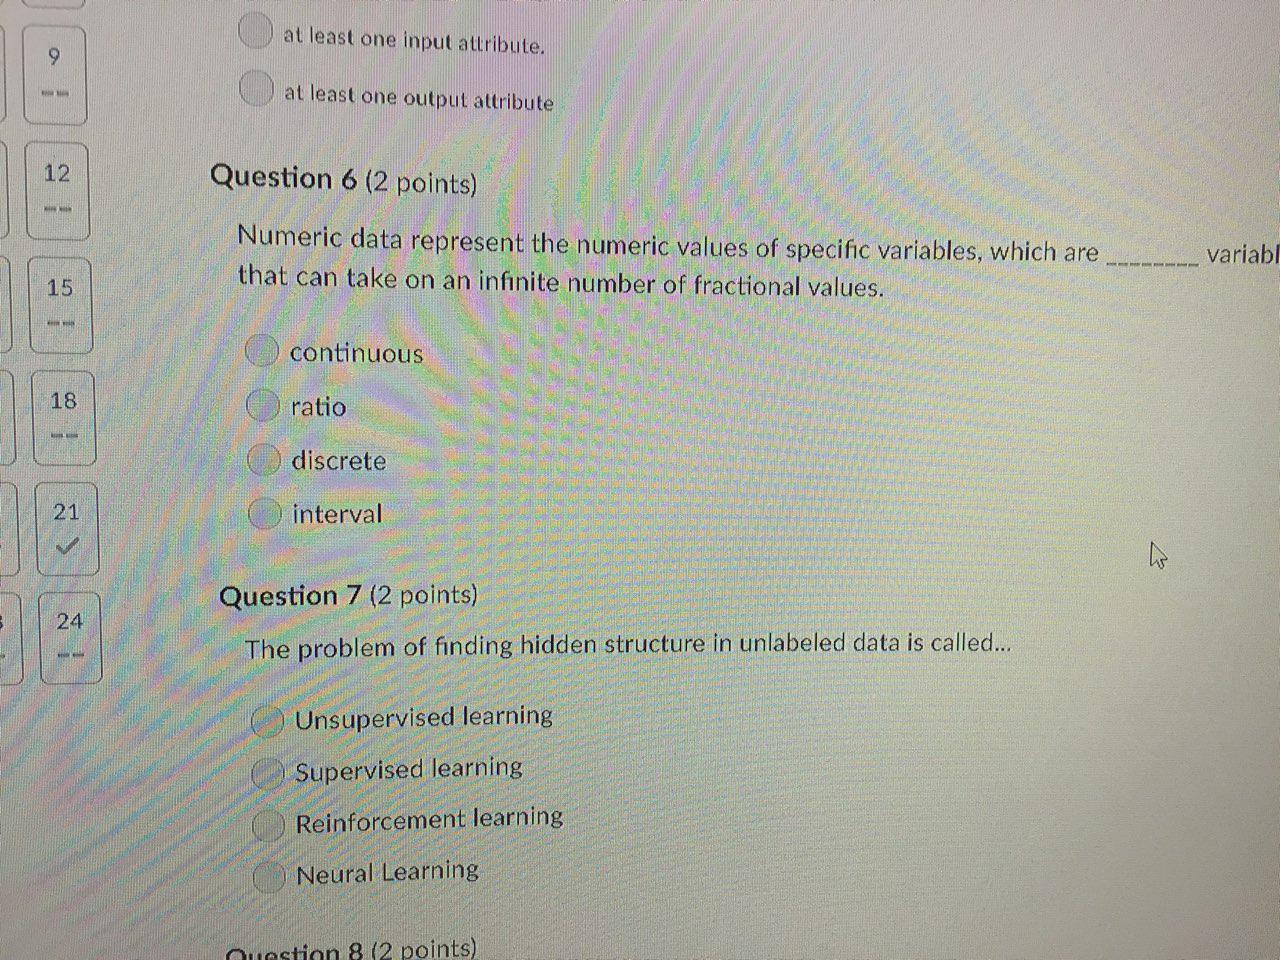 at least one input attribute.
at least one output attribute
9
--
12
--
15
--
18
--
21
24
--
Question 6 (2 points)
Numeric data represent the numeric values of specific variables, which are ________ variabl
that can take on an infinite number of fractional values.
continuous
ratio
discrete
interval
Question 7 (2 points)
The problem of finding hidden structure in unlabeled data is called...
Unsupervised learning
Supervised learning
Reinforcement learning
Neural Learning
Question 8 (2 points)